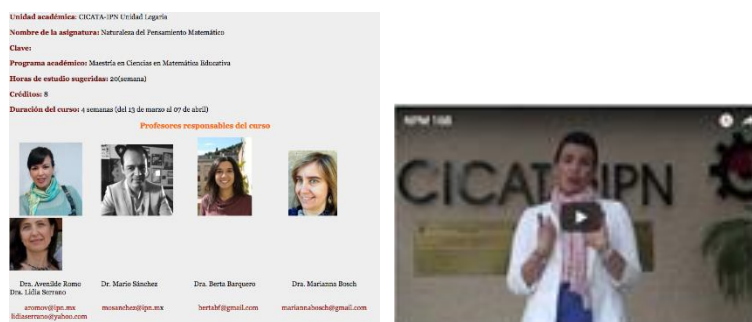 Unidad académica: CICATA-IPN Unidad Legaria
Nombre de la asignatura: Naturaleza del Pensamiento Matemático
Clave:
Programa académico: Maestría en Ciencias en Matemática Educativa
Horas de estudio sugeridas: 20(semana)
Créditos: 8
Duración del curso: 4 semanas (del 13 de marzo al 07 de abril)
Profesores responsables del curso
Dra. Avenilde Romo Dr. Mario Sánchez Dra. Berta Barquero Dra. Marianna Bosch
Dra. Lidia Serrano
aromov@ipn.mx mosanchez@ipn.mx bertabf@gmail.com mariannabosch@gmail.com
lidiaserrano@yahoo.com
CICATA-IPN